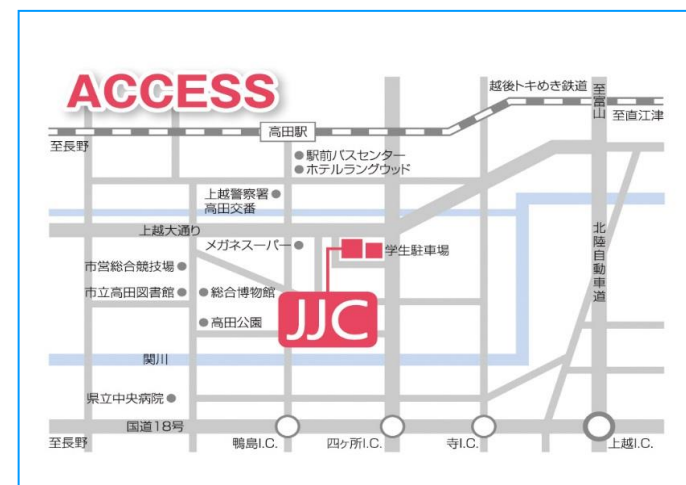 ACCESS
越後トキめき鉄道
至富山
至直江津
高田駅
至長野
駅前バスセンター
ホテルラングウッド
上越警察署
高田交番
上越大通り
メガネスーパー
学生駐車場
北陸自動車道
市営総合競技場
市立高田図書館
総合博物館
JJC
高田公園
関川
県立中央病院
国道18号
至長野
鴨島I.C.
四ヶ所I.C.
寺I.C.
上越I.C.